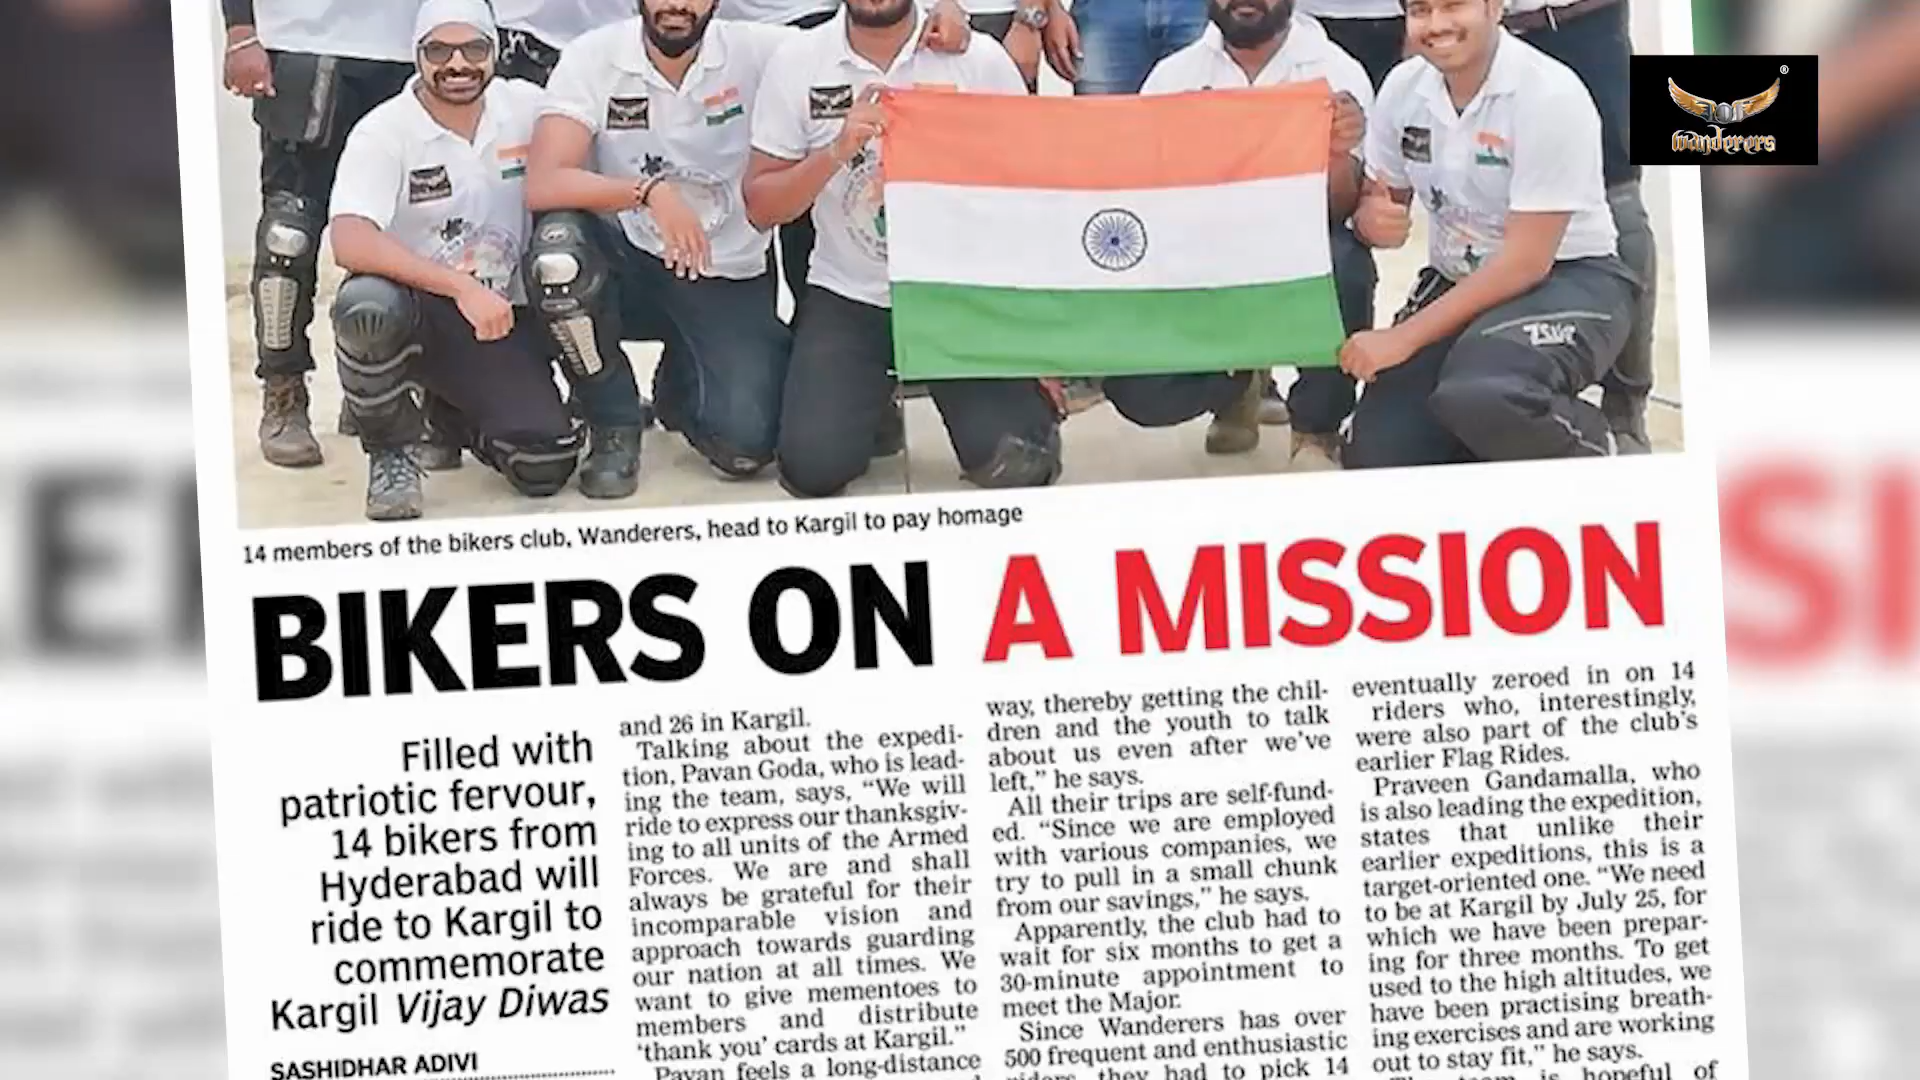 wanderers
14 members of the bikers club, Wanderers, head to Kargil to pay homage
BIKERS ON A MISSION
Filled with
patriotic fervour,
14 bikers from
Hyderabad will
ride to Kargil to
commemorate
Kargil Vijay Diwas
SASHIDHAR ADIVI
and 26 in Kargil.
Talking about the expedi-
tion, Pavan Goda, who is lead-
ing the team, says, “We will
ride to express our thanksgiv-
ing to all units of the Armed
Forces. We are and shall
always be grateful for their
incomparable vision and
approach towards guarding
our nation at all times. We
want to give mementoes to
members and distribute
‘thank you’ cards at Kargil.”
Pavan feels a long-distance
way, thereby getting the chil-
dren and the youth to talk
about us even after we’ve
left,” he says.
All their trips are self-fund-
ed. “Since we are employed
with various companies, we
try to pull in a small chunk
from our savings,” he says.
Apparently, the club had to
wait for six months to get a
30-minute appointment to
meet the Major.
Since Wanderers has over
500 frequent and enthusiastic
riders, they had to pick 14
eventually zeroed in on 14
riders who, interestingly,
were also part of the club’s
earlier Flag Rides.
Praveen Gandamalla, who
is also leading the expedition,
states that unlike their
earlier expeditions, this is a
target-oriented one. “We need
to be at Kargil by July 25, for
which we have been prepar-
ing for three months. To get
used to the high altitudes, we
have been practising breath-
ing exercises and are working
out to stay fit,” he says.
The team is hopeful of